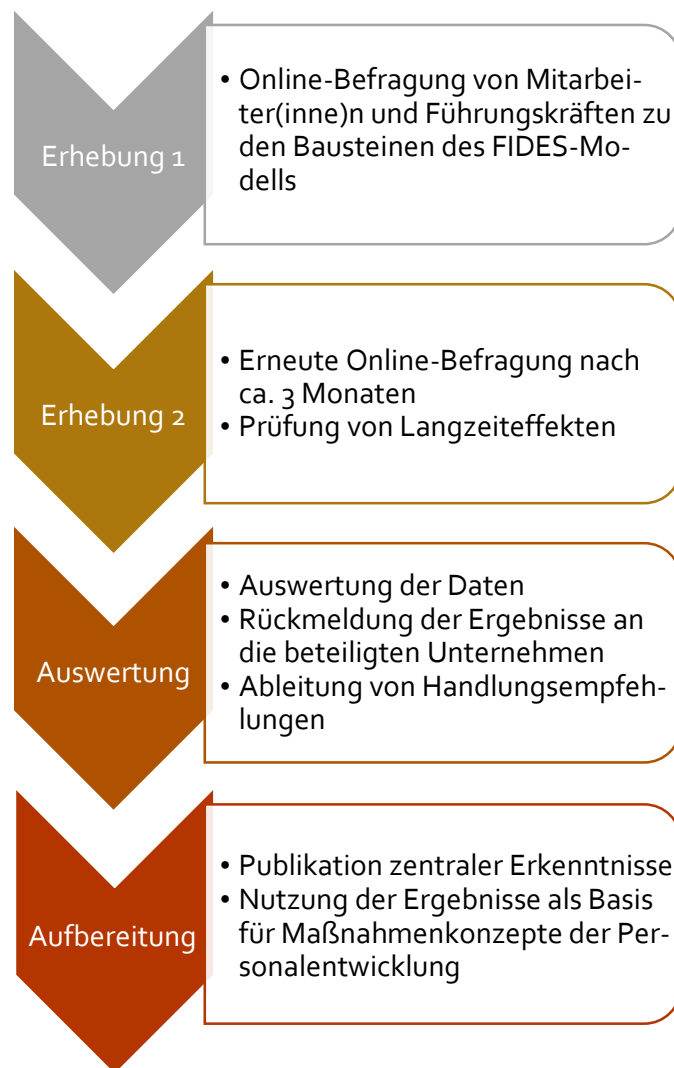 Erhebung 1
• Online-Befragung von Mitarbei-
ter(inne)n und Führungskräften zu
den Bausteinen des FIDES-Mo-
dells
Erhebung 2
• Erneute Online-Befragung nach
ca. 3 Monaten
• Prüfung von Langzeiteffekten
Auswertung
• Auswertung der Daten
• Rückmeldung der Ergebnisse an
die beteiligten Unternehmen
• Ableitung von Handlungsempfeh-
lungen
Aufbereitung
• Publikation zentraler Erkenntnisse
• Nutzung der Ergebnisse als Basis
für Maßnahmenkonzepte der Per-
sonalentwicklung